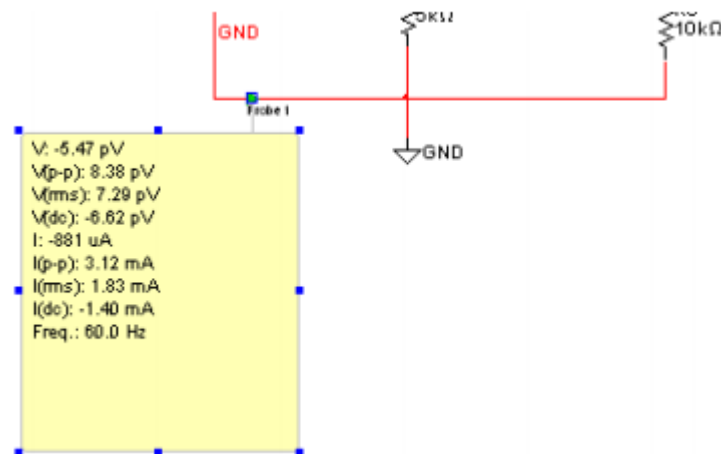 GND
10kΩ
Probe 1
GND
V: -5.47 pV
V(p-p): 8.38 pV
V(rms): 7.29 pV
V(dc): -6.62 pV
I: -881 uA
I(p-p): 3.12 mA
I(rms): 1.83 mA
I(dc): -1.40 mA
Freq.: 60.0 Hz